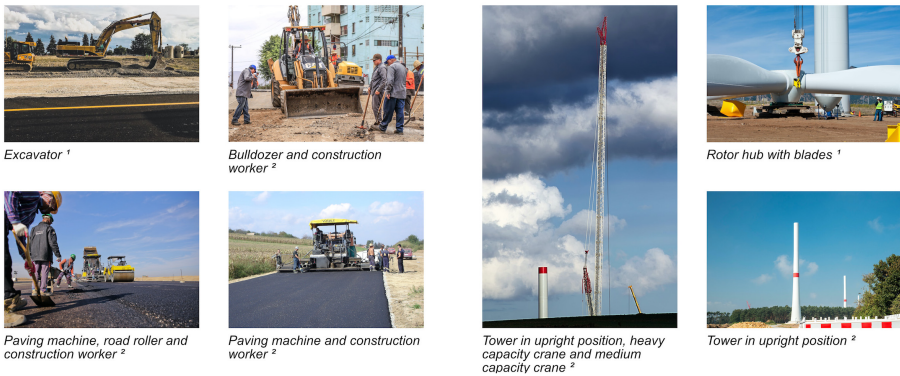 Excavator ¹
Bulldozer and construction
worker ²
Rotor hub with blades ¹
Paving machine, road roller and
construction worker ²
Paving machine and construction
worker ²
Tower in upright position, heavy
capacity crane and medium
capacity crane ²
Tower in upright position ²